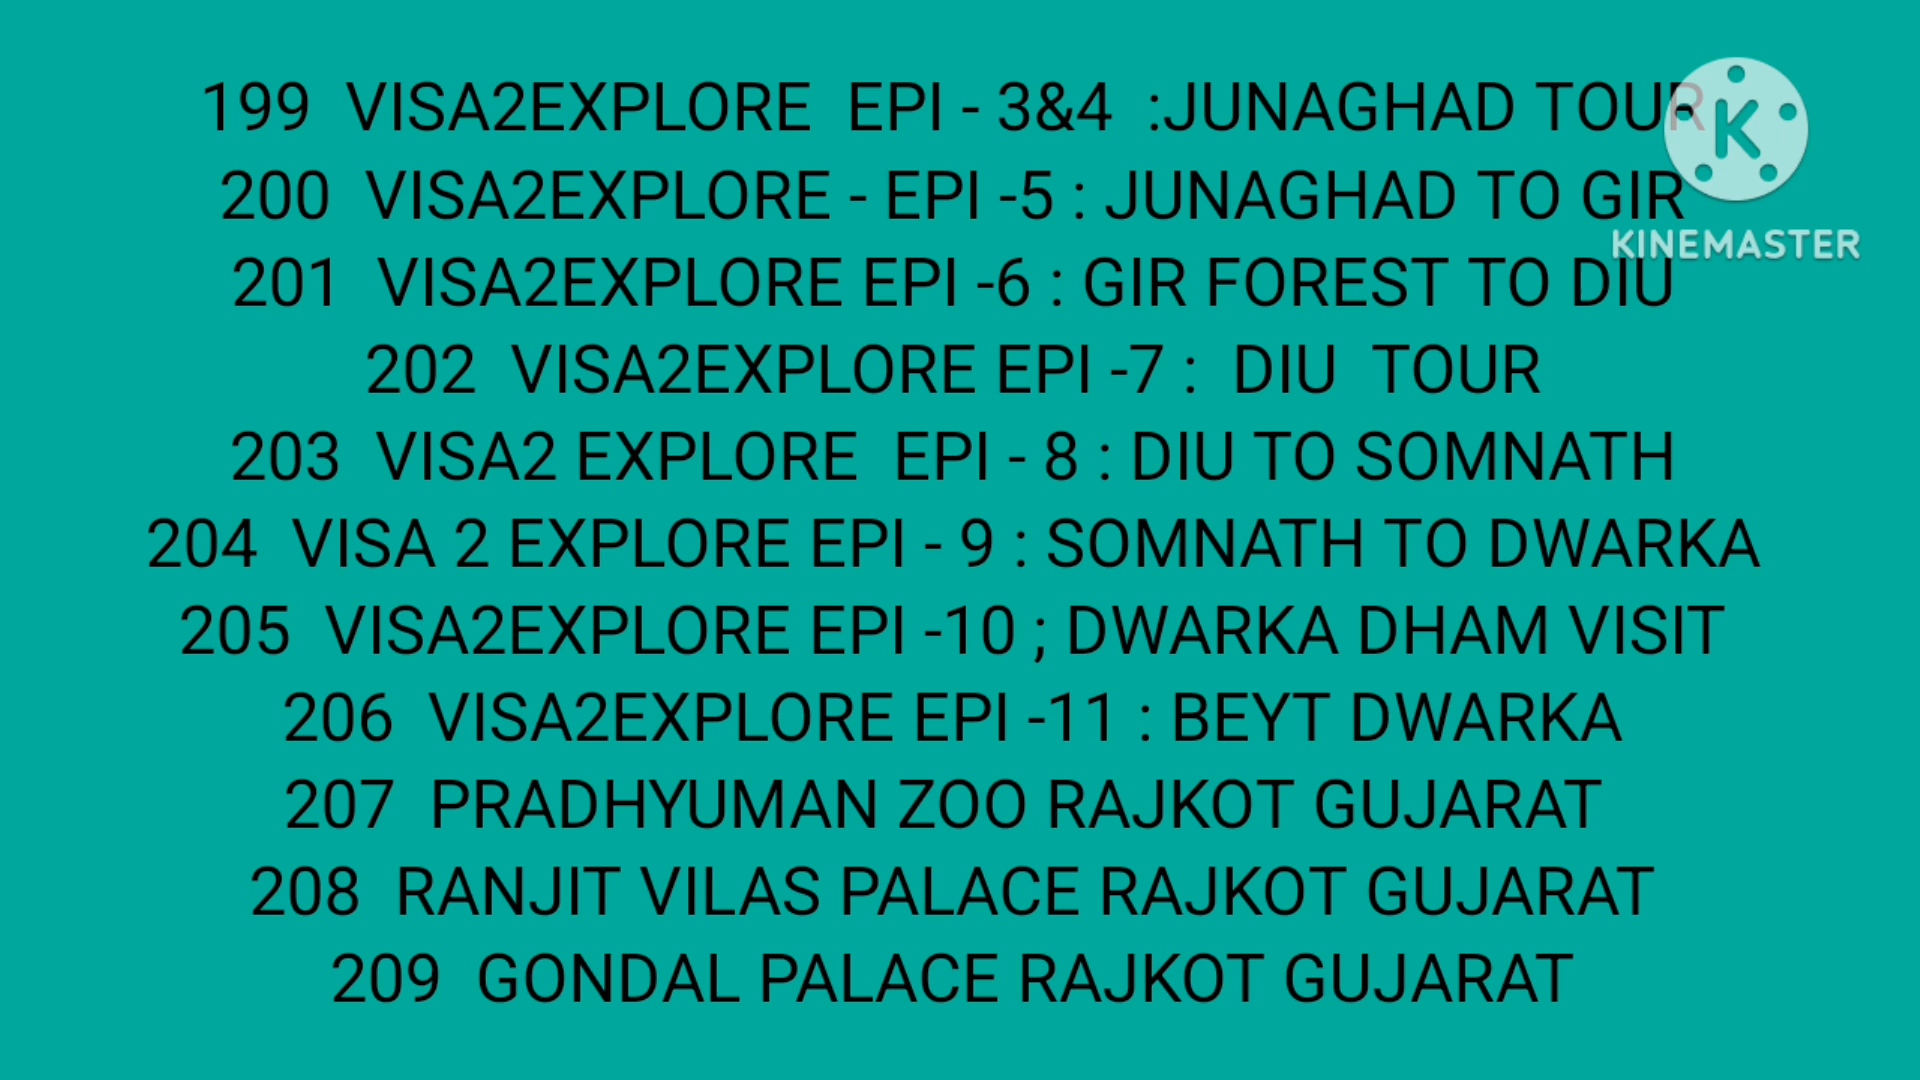 199 VISA2EXPLORE EPI - 3&4 :JUNAGHAD TOUR
200 VISA2EXPLORE - EPI -5 : JUNAGHAD TO GIR
201 VISA2EXPLORE EPI -6 : GIR FOREST TO DIU
202 VISA2EXPLORE EPI -7 : DIU TOUR
203 VISA2 EXPLORE EPI - 8 : DIU TO SOMNATH
204 VISA 2 EXPLORE EPI - 9 : SOMNATH TO DWARKA
205 VISA2EXPLORE EPI -10 ; DWARKA DHAM VISIT
206 VISA2EXPLORE EPI -11 : BEYT DWARKA
207 PRADHYUMAN ZOO RAJKOT GUJARAT
208 RANJIT VILAS PALACE RAJKOT GUJARAT
209 GONDAL PALACE RAJKOT GUJARAT
K
KINEMASTER